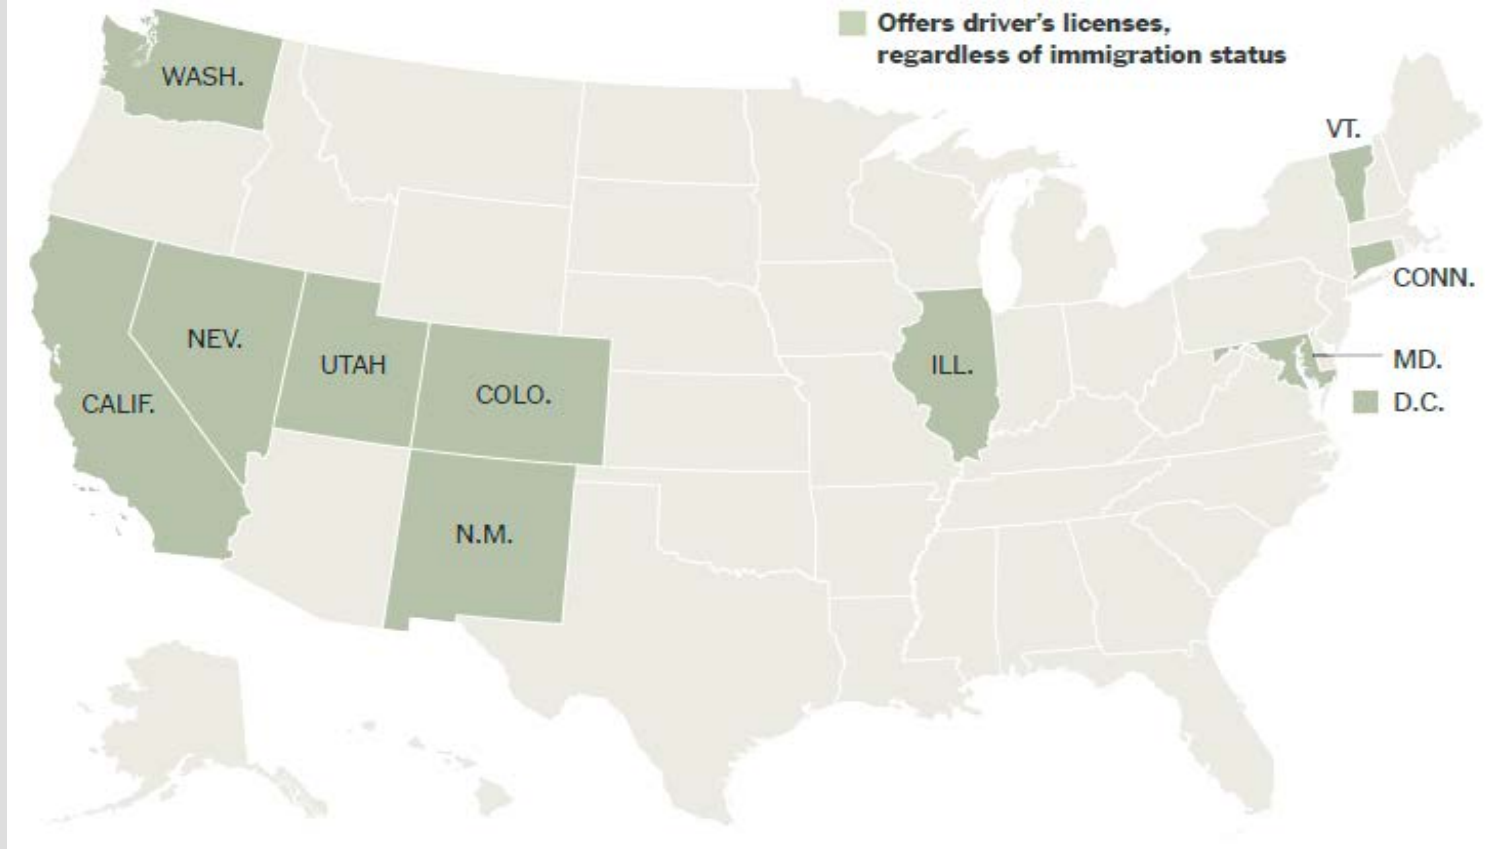 Offers driver's licenses,
regardless of immigration status
WASH.
VT.
CONN.
NEV.
UTAH
ILL.
MD.
COLO.
CALIF.
D.C.
N.M.